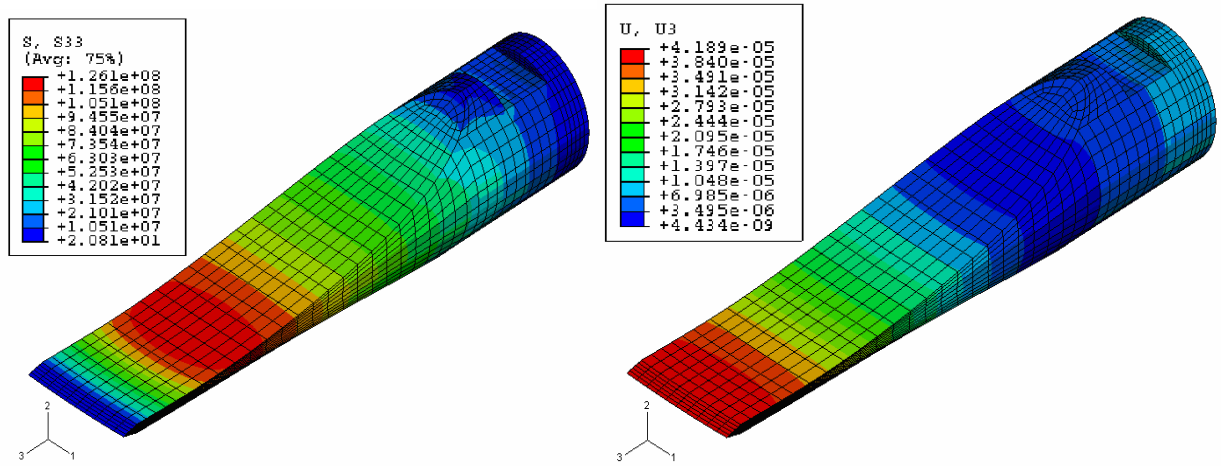 S, S33
(Avg: 75%)
+1.261e+08
+1.156e+08
+1.051e+08
+9.455e+07
+8.404e+07
+7.354e+07
+6.303e+07
+5.253e+07
+4.202e+07
+3.152e+07
+2.101e+07
+1.051e+07
+2.081e+01
2
3
1
U, U3
+4.189e-05
+3.840e-05
+3.491e-05
+3.142e-05
+2.793e-05
+2.444e-05
+2.095e-05
+1.746e-05
+1.397e-05
+1.048e-05
+6.985e-06
+3.495e-06
+4.434e-09
2
3
1